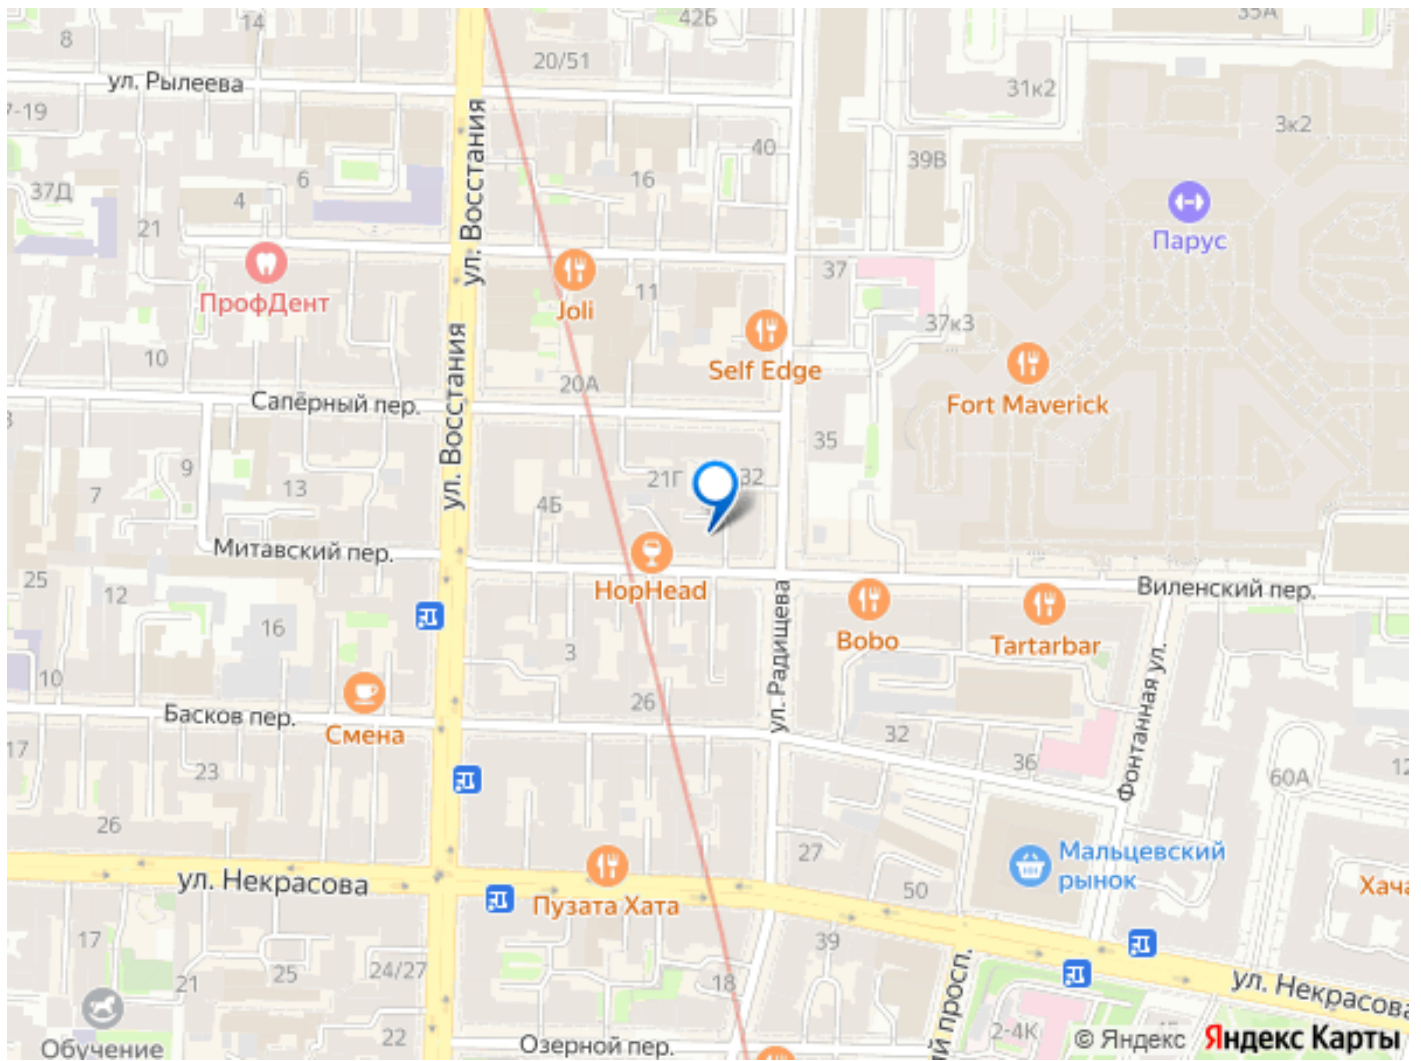 8
14
42Б
35А
20/51
ул. Рылеева
31к2
7-19
3к2
ул. Восстания
40
39В
6
16
37Д
4
21
Парус
37
ПрофДент
Joli
11
37к3
Self Edge
10
20А
Fort Maverick
Сапёрный пер.
ул. Восстания
35
9
21Г
32
7
13
4Б
Митавский пер.
HopHead
25
12
Виленский пер.
16
Bobo
Tartarbar
ул. Радищева
3
10
26
Басков пер.
Смена
32
36
Фонтанная ул.
17
23
60А
12
26
27
Мальцевский
рынок
ул. Некрасова
50
Хача
Пузата Хата
17
25
24/27
39
21
18
ул. Некрасова
ий просп.
22
2-4К
Озерной пер.
Обучение
© Яндекс Яндекс Карты